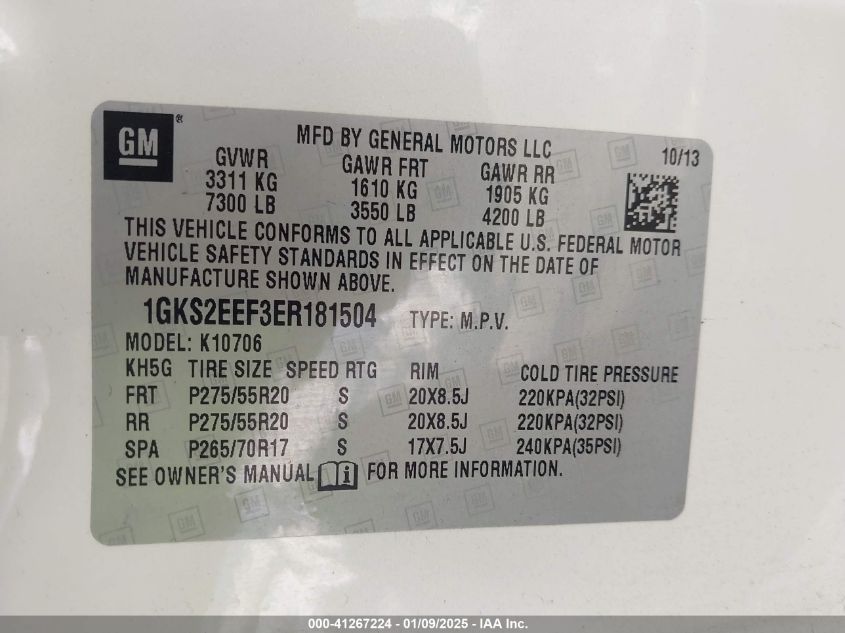 GM®
MFD BY GENERAL MOTORS LLC 10/13
GVWR GAWR FRT GAWR RR
3311 KG 1610 KG 1905 KG
7300 LB 3550 LB 4200 LB
THIS VEHICLE CONFORMS TO ALL APPLICABLE U.S. FEDERAL MOTOR
VEHICLE SAFETY STANDARDS IN EFFECT ON THE DATE OF
MANUFACTURE SHOWN ABOVE.
1GKS2EEF3ER181504 TYPE: M.P.V.
MODEL: K10706
KH5G TIRE SIZE SPEED RTG RIM COLD TIRE PRESSURE
FRT P275/55R20 S 20X8.5J 220KPA(32PSI)
RR P275/55R20 S 20X8.5J 220KPA(32PSI)
SPA P265/70R17 S 17X7.5J 240KPA(35PSI)
SEE OWNER'S MANUAL i FOR MORE INFORMATION.
000-41267224 - 01/09/2025 - IAA Inc.